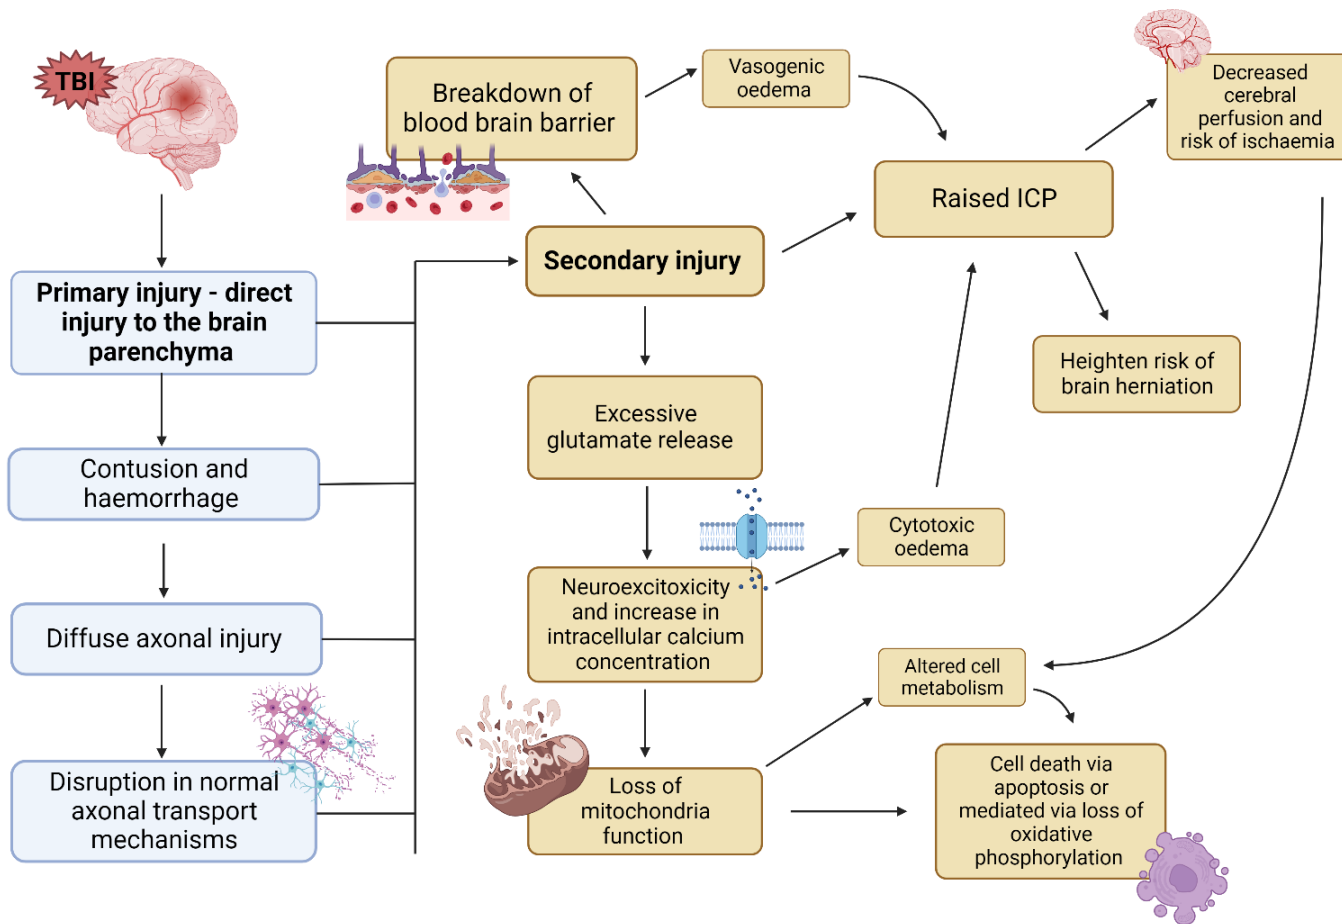 TBI
Primary injury - direct
injury to the brain
parenchyma
Contusion and
haemorrhage
Diffuse axonal injury
Disruption in normal
axonal transport
mechanisms
Breakdown of
blood brain barrier
Vasogenic
oedema
Decreased
cerebral
perfusion and
risk of ischaemia
Raised ICP
Secondary injury
Heighten risk of
brain herniation
Excessive
glutamate release
Cytotoxic
oedema
Neuroexcitoxicity
and increase in
intracellular calcium
concentration
Altered cell
metabolism
Loss of
mitochondria
function
Cell death via
apoptosis or
mediated via loss of
oxidative
phosphorylation